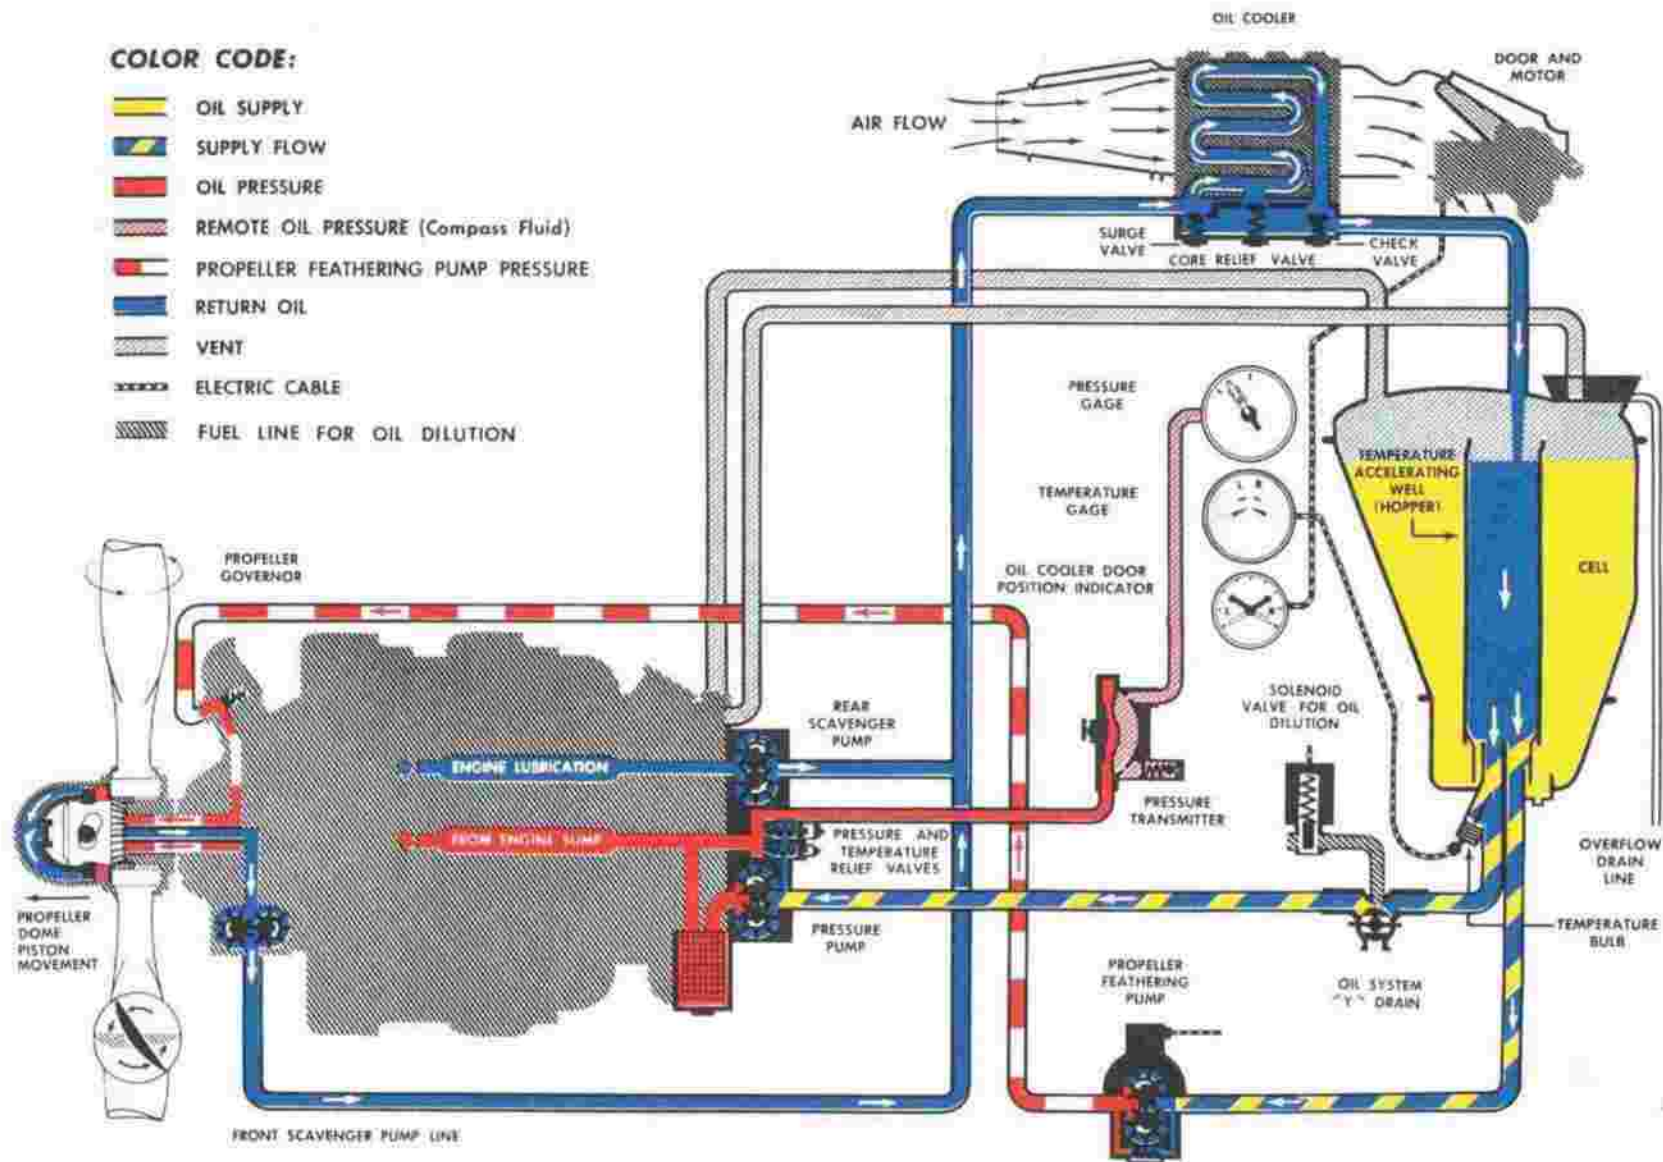 OIL COOLER
COLOR CODE:
OIL SUPPLY
SUPPLY FLOW
OIL PRESSURE
REMOTE OIL PRESSURE (Compass Fluid)
PROPELLER FEATHERING PUMP PRESSURE
RETURN OIL
VENT
ELECTRIC CABLE
FUEL LINE FOR OIL DILUTION
AIR FLOW
DOOR AND
MOTOR
SURGE
VALVE
CORE RELIEF VALVE
CHECK
VALVE
PRESSURE
GAGE
TEMPERATURE
GAGE
L R
OIL COOLER DOOR
POSITION INDICATOR
TEMPERATURE
ACCELERATING
WELL
(HOPPER)
CELL
PROPELLER
GOVERNOR
REAR
SCAVENGER
PUMP
ENGINE LUBRICATION
FROM ENGINE SUMP
SOLENOID
VALVE FOR OIL
DILUTION
PRESSURE
TRANSMITTER
PRESSURE AND
TEMPERATURE
RELIEF VALVES
PRESSURE
PUMP
OVERFLOW
DRAIN
LINE
TEMPERATURE
BULB
PROPELLER
DOME
PISTON
MOVEMENT
PROPELLER
FEATHERING
PUMP
OIL SYSTEM
"Y" DRAIN
FRONT SCAVENGER PUMP LINE